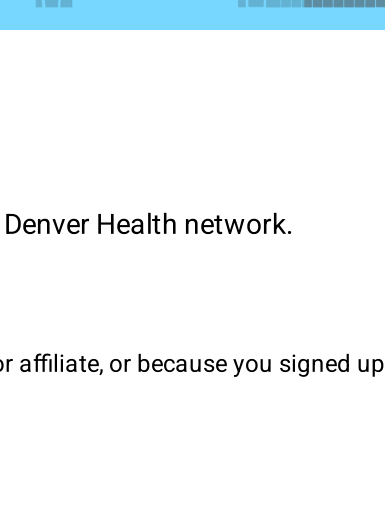 Denver Health network.
or affiliate, or because you signed up